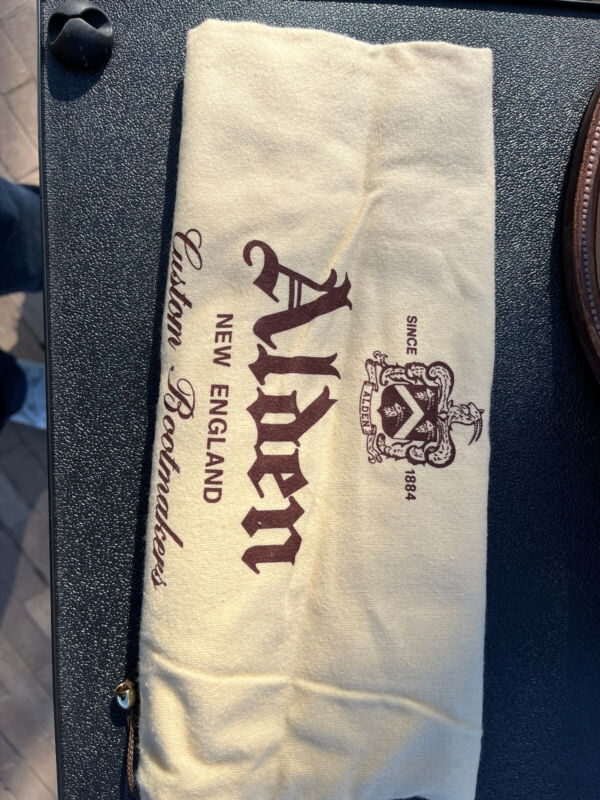 SINCE 1884
ALDEN
Alden
NEW ENGLAND
Custom Bootmakers